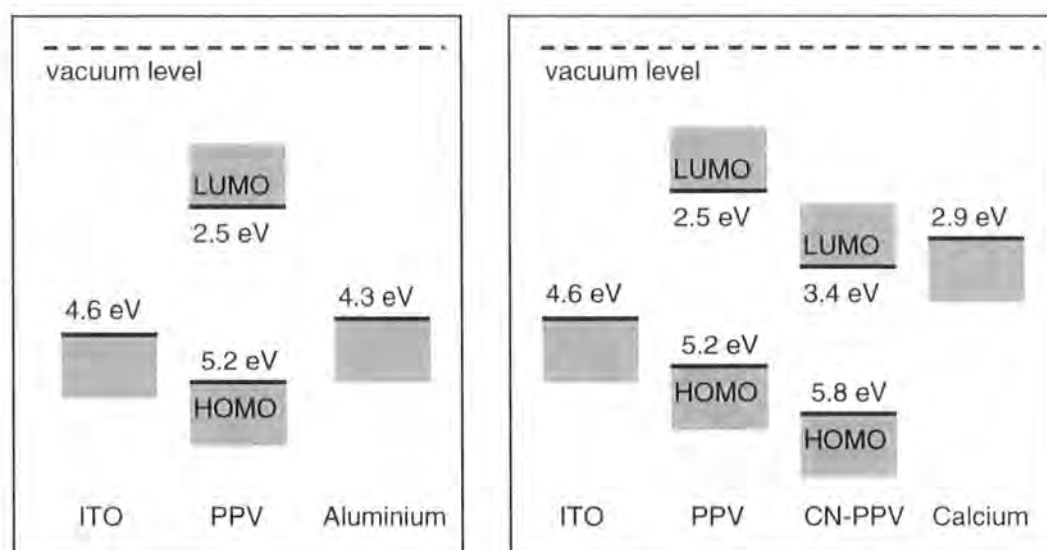 vacuum level
LUMO
2.5 eV
4.6 eV
4.3 eV
5.2 eV
HOMO
ITO PPV Aluminium
vacuum level
LUMO
2.5 eV
2.9 eV
LUMO
3.4 eV
4.6 eV
5.2 eV
HOMO
5.8 eV
HOMO
ITO PPV CN-PPV Calcium